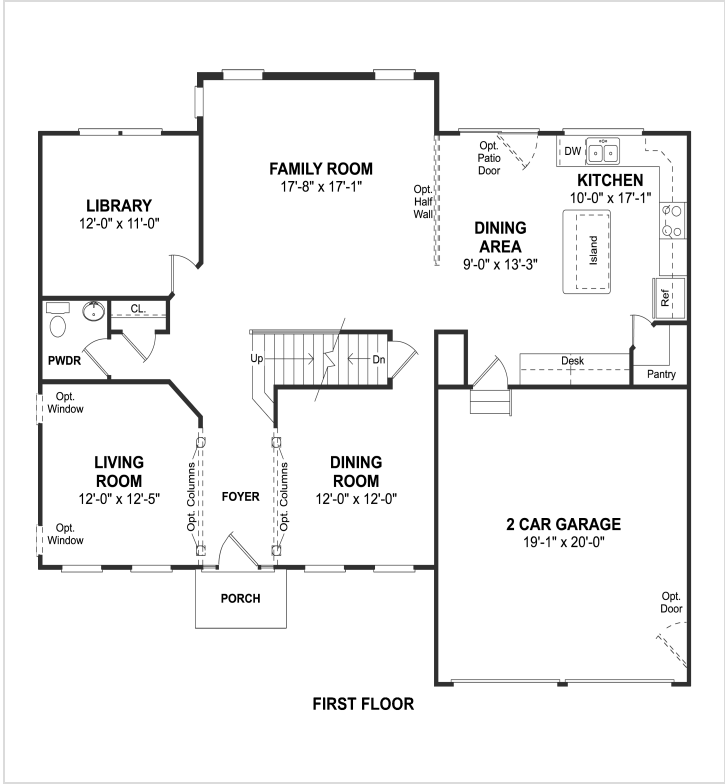 FAMILY ROOM
17'-8" x 17'-1"
LIBRARY
12'-0" x 11'-0"
Opt.
Half
Wall
Opt.
Patio
Door
DW
KITCHEN
10'-0" x 17'-1"
DINING
AREA
9'-0" x 13'-3"
Island
Ref
CL.
PWDR
Up
Dn
Desk
Pantry
Opt.
Window
LIVING
ROOM
12'-0" x 12'-5"
Opt. Columns
FOYER
Opt. Columns
DINING
ROOM
12'-0" x 12'-0"
Opt.
Window
2 CAR GARAGE
19'-1" x 20'-0"
Opt.
Door
PORCH
FIRST FLOOR